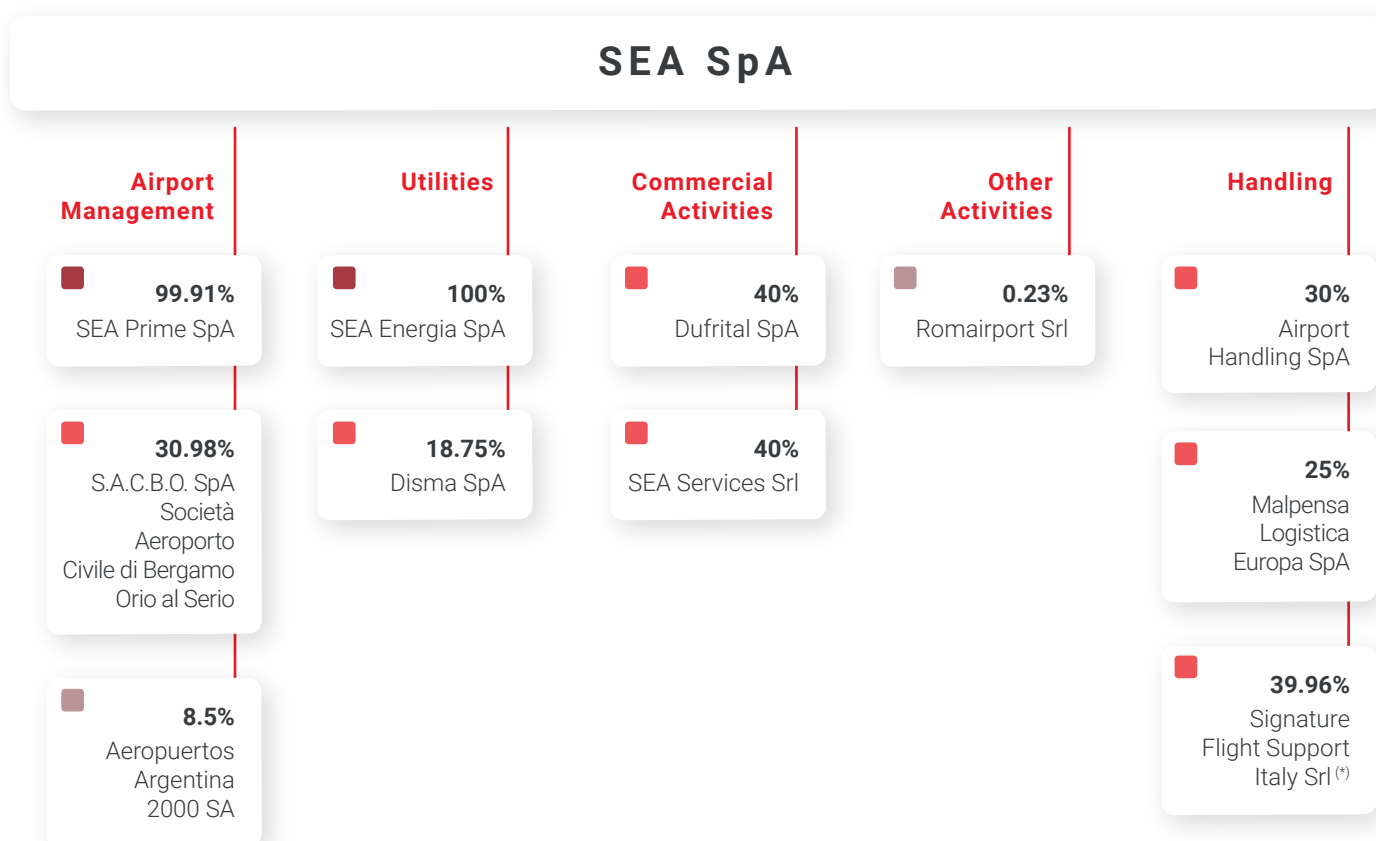 SEA SpA
Airport
Management
99.91%
SEA Prime SpA
30.98%
S.A.C.B.O. SpA
Società
Aeroporto
Civile di Bergamo
Orio al Serio
8.5%
Aeropuertos
Argentina
2000 SA
Utilities
100%
SEA Energia SpA
18.75%
Disma SpA
Commercial
Activities
40%
Dufrital SpA
40%
SEA Services Srl
Other
Activities
0.23%
Romairport Srl
Handling
30%
Airport
Handling SpA
25%
Malpensa
Logistica
Europa SpA
39.96%
Signature
Flight Support
Italy Srl (*)